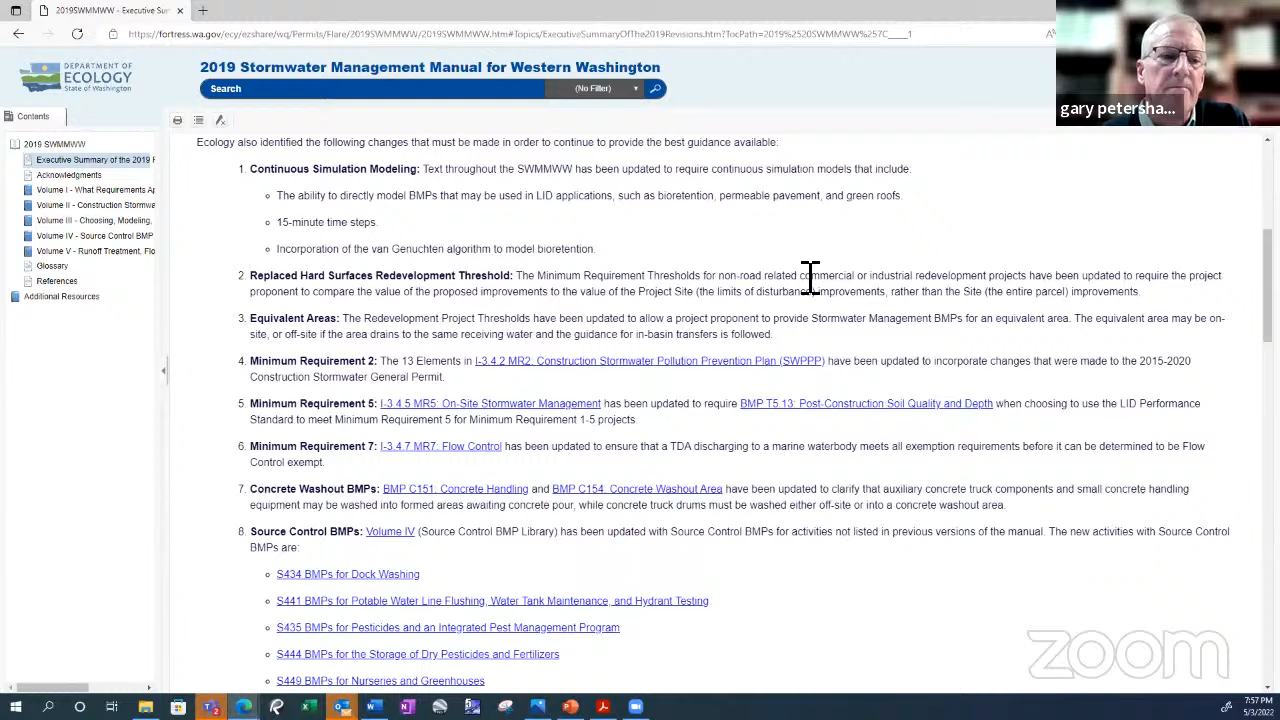 2019SWMMWW - Executive Sum
https://fortress.wa.gov/ecy/ezshare/wq/Permits/Flare/2019SWMMWW/2019SWMMWW.htm#Topics/ExecutiveSummaryOfThe2019Revisions.htm?TocPath=2019%2520SWMMWW%257C____1
DEPARTMENT OF
ECOLOGY
State of Washington
2019 Stormwater Management Manual for Western Washington
Search
(No Filter)
gary petersha...
Contents
2019 SWMMWW
Executive Summary of the 2019 R
Acknowledgments
Volume I - What Requirements Ap
Volume II - Construction Stormwa
Volume III - Choosing, Modeling,
Volume IV - Source Control BMP
Volume V - Runoff Treatment, Flo
Glossary
References
Additional Resources
Ecology also identified the following changes that must be made in order to continue to provide the best guidance available:
1. Continuous Simulation Modeling: Text throughout the SWMMWW has been updated to require continuous simulation models that include:
The ability to directly model BMPs that may be used in LID applications, such as bioretention, permeable pavement, and green roofs.
15-minute time steps.
Incorporation of the van Genuchten algorithm to model bioretention.
2. Replaced Hard Surfaces Redevelopment Threshold: The Minimum Requirement Thresholds for non-road related commercial or industrial redevelopment projects have been updated to require the project
proponent to compare the value of the proposed improvements to the value of the Project Site (the limits of disturbance) improvements, rather than the Site (the entire parcel) improvements.
3. Equivalent Areas: The Redevelopment Project Thresholds have been updated to allow a project proponent to provide Stormwater Management BMPs for an equivalent area. The equivalent area may be on-
site, or off-site if the area drains to the same receiving water and the guidance for in-basin transfers is followed.
4. Minimum Requirement 2: The 13 Elements in I-3.4.2 MR2: Construction Stormwater Pollution Prevention Plan (SWPPP) have been updated to incorporate changes that were made to the 2015-2020
Construction Stormwater General Permit.
5. Minimum Requirement 5: I-3.4.5 MR5: On-Site Stormwater Management has been updated to require BMP T5.13: Post-Construction Soil Quality and Depth when choosing to use the LID Performance
Standard to meet Minimum Requirement 5 for Minimum Requirement 1-5 projects.
6. Minimum Requirement 7: I-3.4.7 MR7: Flow Control has been updated to ensure that a TDA discharging to a marine waterbody meets all exemption requirements before it can be determined to be Flow
Control exempt.
7. Concrete Washout BMPs: BMP C151: Concrete Handling and BMP C154: Concrete Washout Area have been updated to clarify that auxiliary concrete truck components and small concrete handling
equipment may be washed into formed areas awaiting concrete pour, while concrete truck drums must be washed either off-site or into a concrete washout area.
8. Source Control BMPs: Volume IV (Source Control BMP Library) has been updated with Source Control BMPs for activities not listed in previous versions of the manual. The new activities with Source Control
BMPs are:
S434 BMPs for Dock Washing
S441 BMPs for Potable Water Line Flushing, Water Tank Maintenance, and Hydrant Testing
S435 BMPs for Pesticides and an Integrated Pest Management Program
S444 BMPs for the Storage of Dry Pesticides and Fertilizers
S449 BMPs for Nurseries and Greenhouses
zoom
7:57 PM
5/3/2022